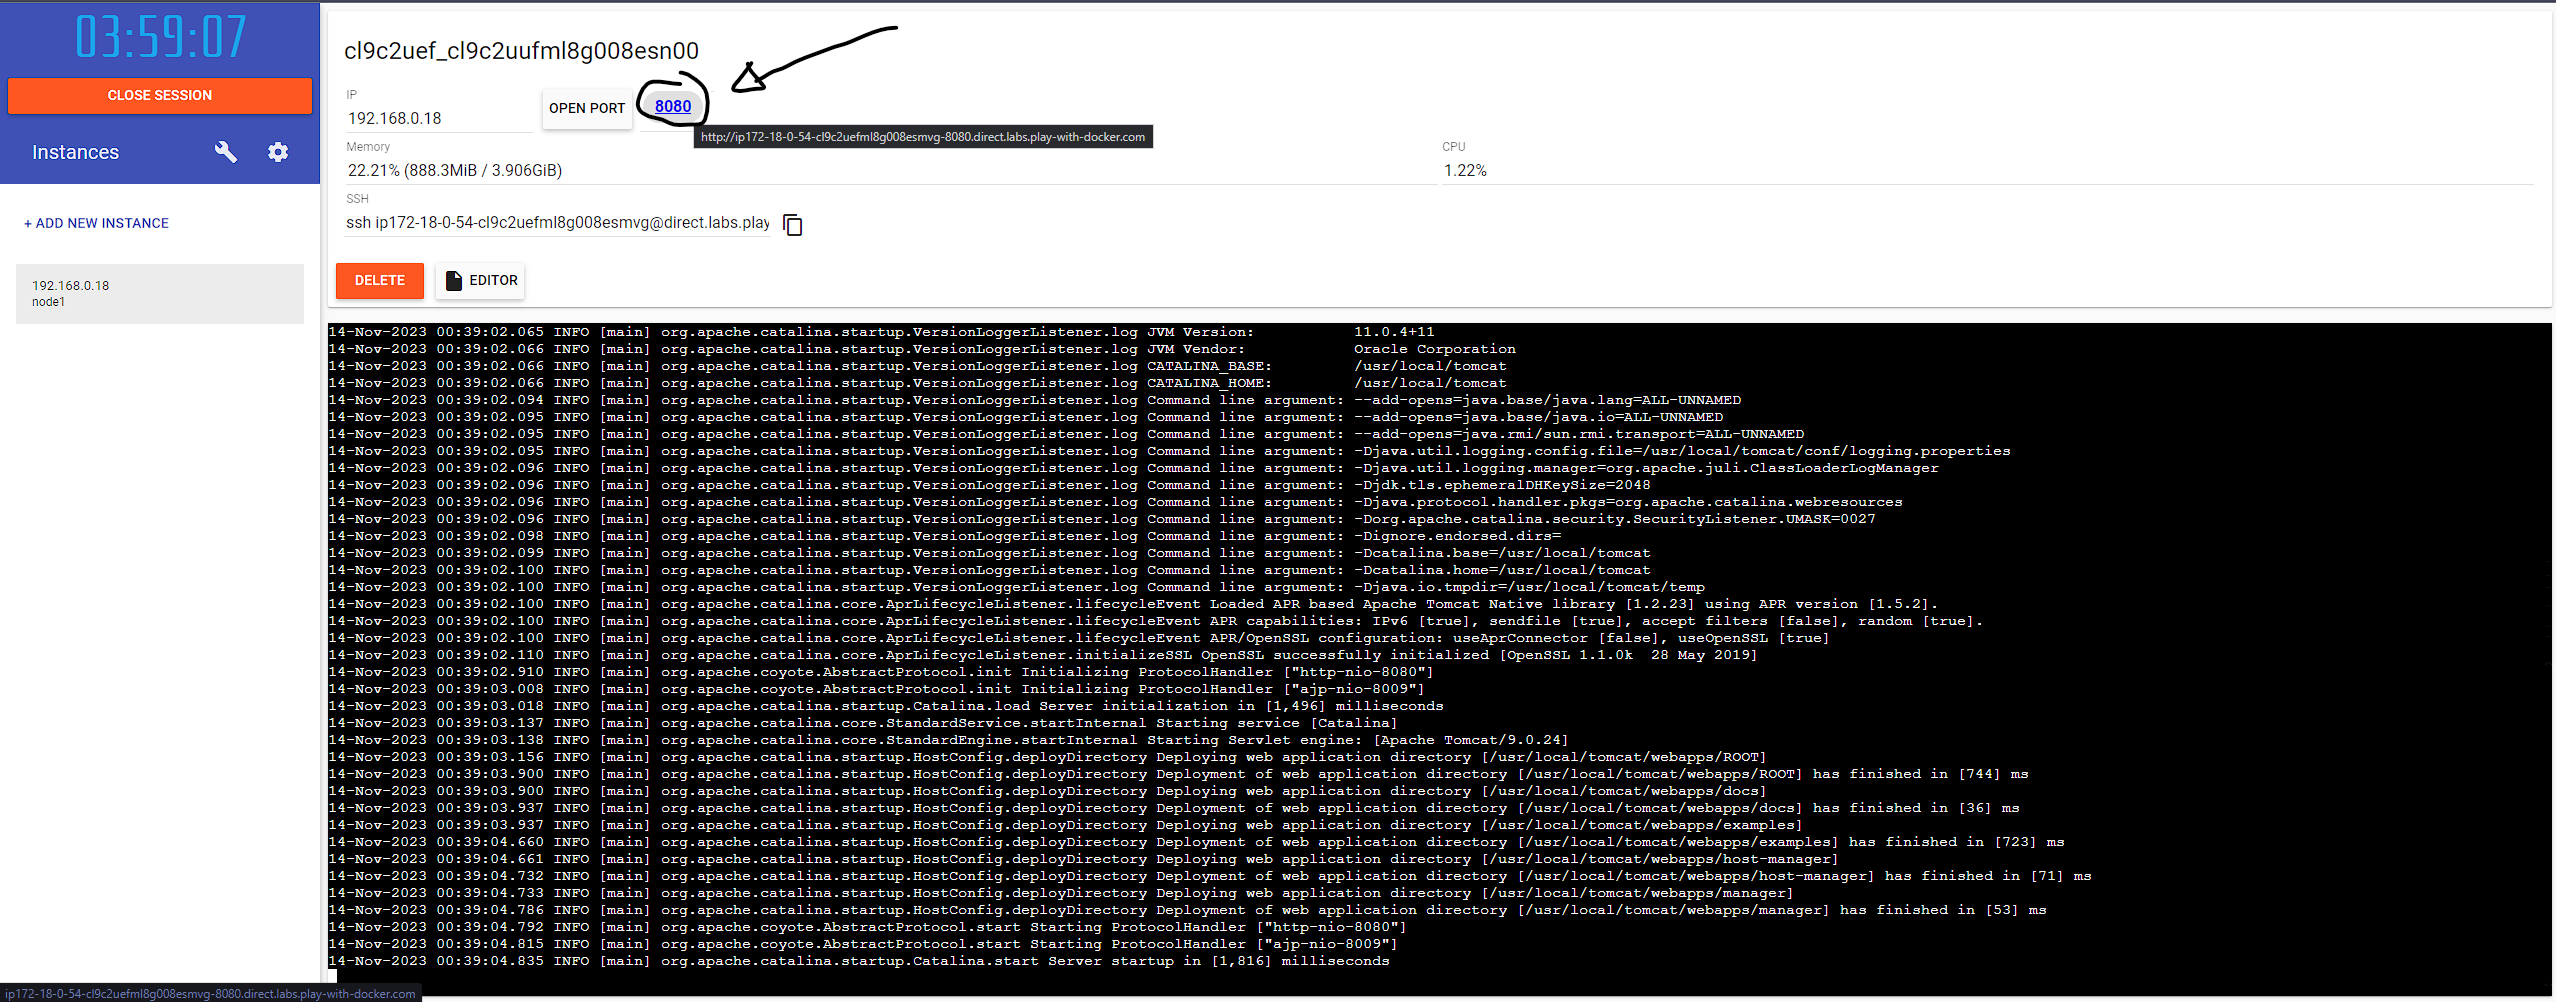 03:59:07
CLOSE SESSION
Instances
+ ADD NEW INSTANCE
192.168.0.18
node1
cl9c2uef_cl9c2uufml8g008esn00
IP
192.168.0.18
OPEN PORT
8080
http://ip172-18-0-54-cl9c2uefml8g008esmvg-8080.direct.labs.play-with-docker.com
Memory
22.21% (888.3MiB / 3.906GiB)
CPU
1.22%
SSH
ssh ip172-18-0-54-cl9c2uefml8g008esmvg@direct.labs.play
DELETE
EDITOR
14-Nov-2023 00:39:02.065 INFO [main] org.apache.catalina.startup.VersionLoggerListener.log JVM Version: 11.0.4+11
14-Nov-2023 00:39:02.066 INFO [main] org.apache.catalina.startup.VersionLoggerListener.log JVM Vendor: Oracle Corporation
14-Nov-2023 00:39:02.066 INFO [main] org.apache.catalina.startup.VersionLoggerListener.log CATALINA_BASE: /usr/local/tomcat
14-Nov-2023 00:39:02.066 INFO [main] org.apache.catalina.startup.VersionLoggerListener.log CATALINA_HOME: /usr/local/tomcat
14-Nov-2023 00:39:02.094 INFO [main] org.apache.catalina.startup.VersionLoggerListener.log Command line argument: --add-opens=java.base/java.lang=ALL-UNNAMED
14-Nov-2023 00:39:02.095 INFO [main] org.apache.catalina.startup.VersionLoggerListener.log Command line argument: --add-opens=java.base/java.io=ALL-UNNAMED
14-Nov-2023 00:39:02.095 INFO [main] org.apache.catalina.startup.VersionLoggerListener.log Command line argument: --add-opens=java.rmi/sun.rmi.transport=ALL-UNNAMED
14-Nov-2023 00:39:02.095 INFO [main] org.apache.catalina.startup.VersionLoggerListener.log Command line argument: -Djava.util.logging.config.file=/usr/local/tomcat/conf/logging.properties
14-Nov-2023 00:39:02.096 INFO [main] org.apache.catalina.startup.VersionLoggerListener.log Command line argument: -Djava.util.logging.manager=org.apache.juli.ClassLoaderLogManager
14-Nov-2023 00:39:02.096 INFO [main] org.apache.catalina.startup.VersionLoggerListener.log Command line argument: -Djdk.tls.ephemeralDHKeySize=2048
14-Nov-2023 00:39:02.096 INFO [main] org.apache.catalina.startup.VersionLoggerListener.log Command line argument: -Djava.protocol.handler.pkgs=org.apache.catalina.webresources
14-Nov-2023 00:39:02.096 INFO [main] org.apache.catalina.startup.VersionLoggerListener.log Command line argument: -Dorg.apache.catalina.security.SecurityListener.UMASK=0027
14-Nov-2023 00:39:02.098 INFO [main] org.apache.catalina.startup.VersionLoggerListener.log Command line argument: -Dignore.endorsed.dirs=
14-Nov-2023 00:39:02.099 INFO [main] org.apache.catalina.startup.VersionLoggerListener.log Command line argument: -Dcatalina.base=/usr/local/tomcat
14-Nov-2023 00:39:02.100 INFO [main] org.apache.catalina.startup.VersionLoggerListener.log Command line argument: -Dcatalina.home=/usr/local/tomcat
14-Nov-2023 00:39:02.100 INFO [main] org.apache.catalina.startup.VersionLoggerListener.log Command line argument: -Djava.io.tmpdir=/usr/local/tomcat/temp
14-Nov-2023 00:39:02.100 INFO [main] org.apache.catalina.core.AprLifecycleListener.lifecycleEvent Loaded APR based Apache Tomcat Native library [1.2.23] using APR version [1.5.2].
14-Nov-2023 00:39:02.100 INFO [main] org.apache.catalina.core.AprLifecycleListener.lifecycleEvent APR capabilities: IPv6 [true], sendfile [true], accept filters [false], random [true].
14-Nov-2023 00:39:02.100 INFO [main] org.apache.catalina.core.AprLifecycleListener.lifecycleEvent APR/OpenSSL configuration: useAprConnector [false], useOpenSSL [true]
14-Nov-2023 00:39:02.110 INFO [main] org.apache.catalina.core.AprLifecycleListener.initializeSSL OpenSSL successfully initialized [OpenSSL 1.1.0k  28 May 2019]
14-Nov-2023 00:39:02.910 INFO [main] org.apache.coyote.AbstractProtocol.init Initializing ProtocolHandler ["http-nio-8080"]
14-Nov-2023 00:39:03.008 INFO [main] org.apache.coyote.AbstractProtocol.init Initializing ProtocolHandler ["ajp-nio-8009"]
14-Nov-2023 00:39:03.018 INFO [main] org.apache.catalina.startup.Catalina.load Server initialization in [1,496] milliseconds
14-Nov-2023 00:39:03.137 INFO [main] org.apache.catalina.core.StandardService.startInternal Starting service [Catalina]
14-Nov-2023 00:39:03.138 INFO [main] org.apache.catalina.core.StandardEngine.startInternal Starting Servlet engine: [Apache Tomcat/9.0.24]
14-Nov-2023 00:39:03.156 INFO [main] org.apache.catalina.startup.HostConfig.deployDirectory Deploying web application directory [/usr/local/tomcat/webapps/ROOT]
14-Nov-2023 00:39:03.900 INFO [main] org.apache.catalina.startup.HostConfig.deployDirectory Deployment of web application directory [/usr/local/tomcat/webapps/ROOT] has finished in [744] ms
14-Nov-2023 00:39:03.900 INFO [main] org.apache.catalina.startup.HostConfig.deployDirectory Deploying web application directory [/usr/local/tomcat/webapps/docs]
14-Nov-2023 00:39:03.937 INFO [main] org.apache.catalina.startup.HostConfig.deployDirectory Deployment of web application directory [/usr/local/tomcat/webapps/docs] has finished in [36] ms
14-Nov-2023 00:39:03.937 INFO [main] org.apache.catalina.startup.HostConfig.deployDirectory Deploying web application directory [/usr/local/tomcat/webapps/examples]
14-Nov-2023 00:39:04.660 INFO [main] org.apache.catalina.startup.HostConfig.deployDirectory Deployment of web application directory [/usr/local/tomcat/webapps/examples] has finished in [723] ms
14-Nov-2023 00:39:04.661 INFO [main] org.apache.catalina.startup.HostConfig.deployDirectory Deploying web application directory [/usr/local/tomcat/webapps/host-manager]
14-Nov-2023 00:39:04.732 INFO [main] org.apache.catalina.startup.HostConfig.deployDirectory Deployment of web application directory [/usr/local/tomcat/webapps/host-manager] has finished in [71] ms
14-Nov-2023 00:39:04.733 INFO [main] org.apache.catalina.startup.HostConfig.deployDirectory Deploying web application directory [/usr/local/tomcat/webapps/manager]
14-Nov-2023 00:39:04.786 INFO [main] org.apache.catalina.startup.HostConfig.deployDirectory Deployment of web application directory [/usr/local/tomcat/webapps/manager] has finished in [53] ms
14-Nov-2023 00:39:04.792 INFO [main] org.apache.coyote.AbstractProtocol.start Starting ProtocolHandler ["http-nio-8080"]
14-Nov-2023 00:39:04.815 INFO [main] org.apache.coyote.AbstractProtocol.start Starting ProtocolHandler ["ajp-nio-8009"]
14-Nov-2023 00:39:04.835 INFO [main] org.apache.catalina.startup.Catalina.start Server startup in [1,816] milliseconds
ip172-18-0-54-cl9c2uefml8g008esmvg-8080.direct.labs.play-with-docker.com